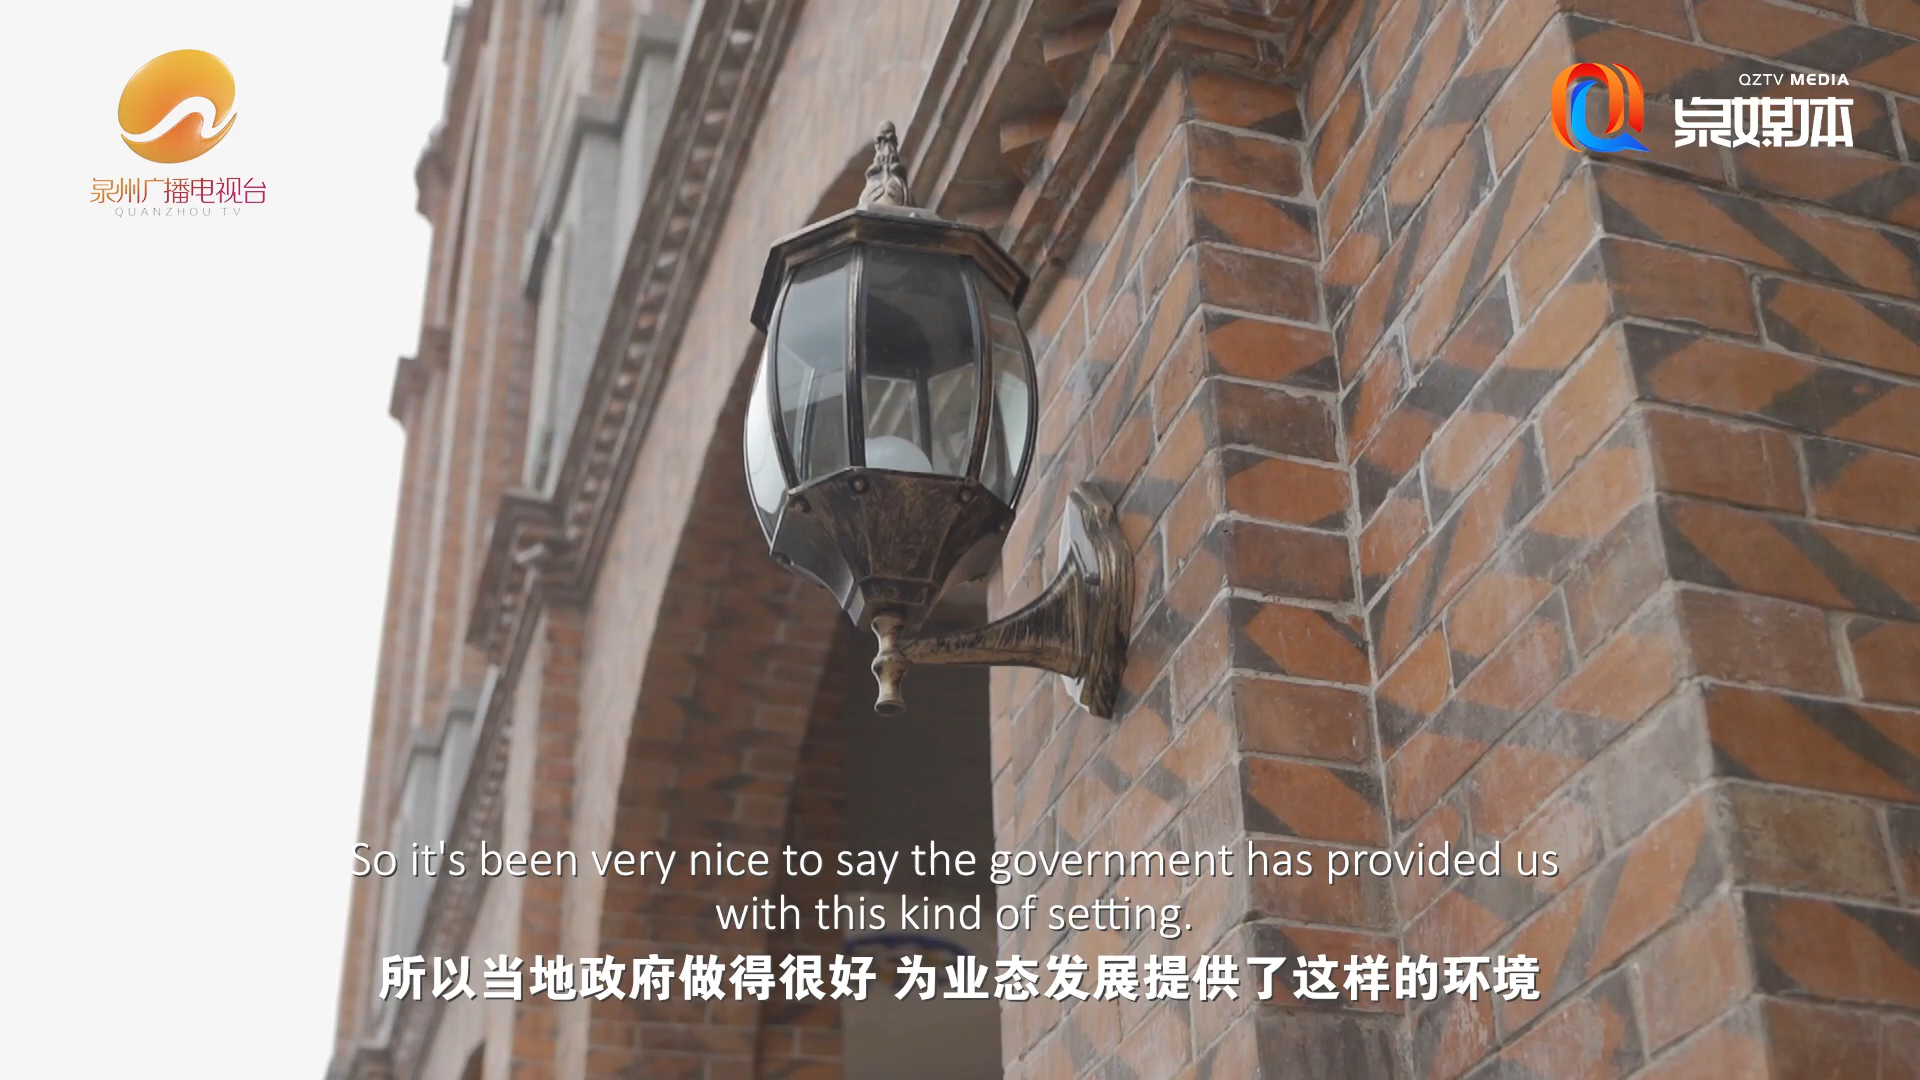 泉州广播电视台
QUANZHOU TV
QZTV MEDIA
泉媒体
So it's been very nice to say the government has provided us
with this kind of setting.
所以当地政府做得很好 为业态发展提供了这样的环境